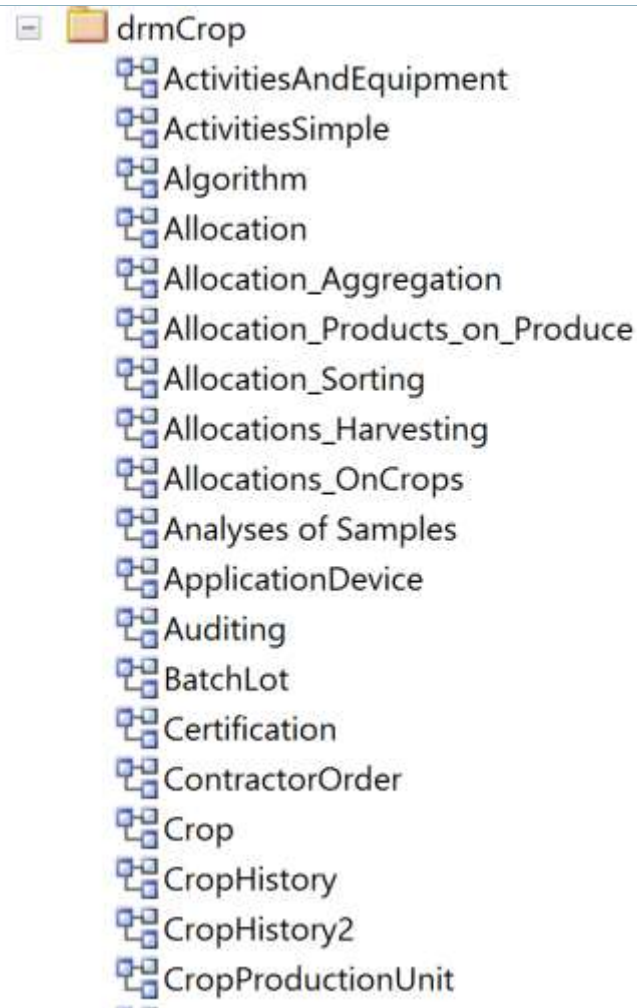 drmCrop
ActivitiesAndEquipment
ActivitiesSimple
Algorithm
Allocation
Allocation_Aggregation
Allocation_Products_on_Produce
Allocation_Sorting
Allocations_Harvesting
Allocations_OnCrops
Analyses of Samples
ApplicationDevice
Auditing
BatchLot
Certification
ContractorOrder
Crop
CropHistory
CropHistory2
CropProductionUnit